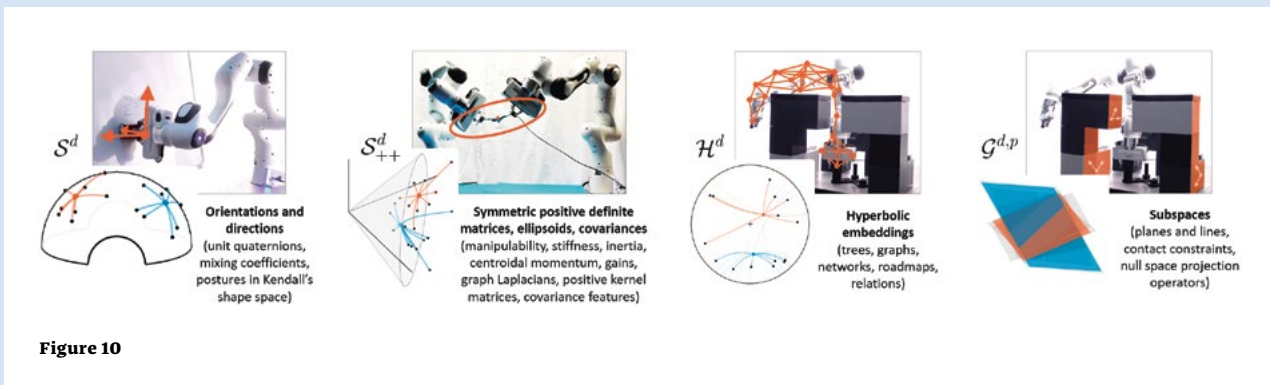 𝒮^d
Orientations and
directions
(unit quaternions,
mixing coefficients,
postures in Kendall's
shape space)
𝒮^d_{++}
Symmetric positive definite
matrices, ellipsoids, covariances
(manipulability, stiffness, inertia,
centroidal momentum, gains,
graph Laplacians, positive kernel
matrices, covariance features)
ℋ^d
Hyperbolic
embeddings
(trees, graphs,
networks, roadmaps,
relations)
𝒢^{d,p}
Subspaces
(planes and lines,
contact constraints,
null space projection
operators)
Figure 10